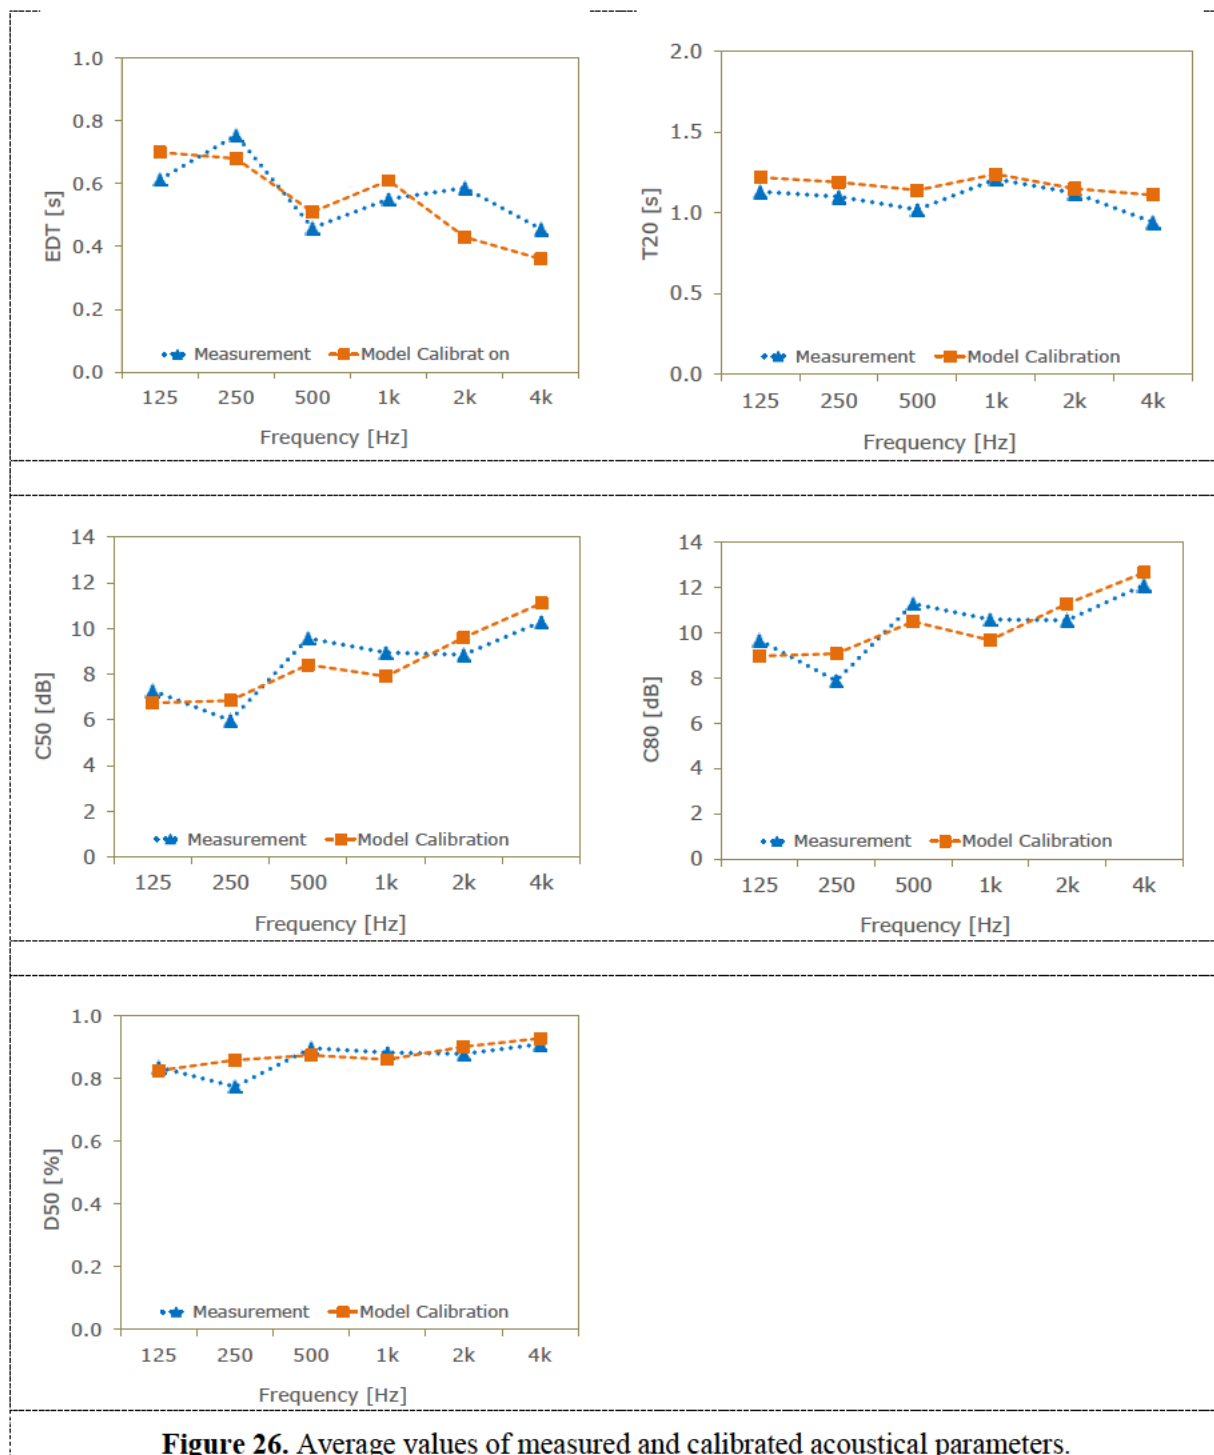 1.0
0.8
0.6
0.4
0.2
0.0
EDT [s]
Measurement Model Calibrat on
125 250 500 1k 2k 4k
Frequency [Hz]
2.0
1.5
1.0
0.5
0.0
T20 [s]
Measurement Model Calibration
125 250 500 1k 2k 4k
Frequency [Hz]
14
12
10
8
6
4
2
0
C50 [dB]
Measurement Model Calibration
125 250 500 1k 2k 4k
Frequency [Hz]
14
12
10
8
6
4
2
0
C80 [dB]
Measurement Model Calibration
125 250 500 1k 2k 4k
Frequency [Hz]
1.0
0.8
0.6
0.4
0.2
0.0
D50 [%]
Measurement Model Calibration
125 250 500 1k 2k 4k
Frequency [Hz]
Figure 26. Average values of measured and calibrated acoustical parameters.